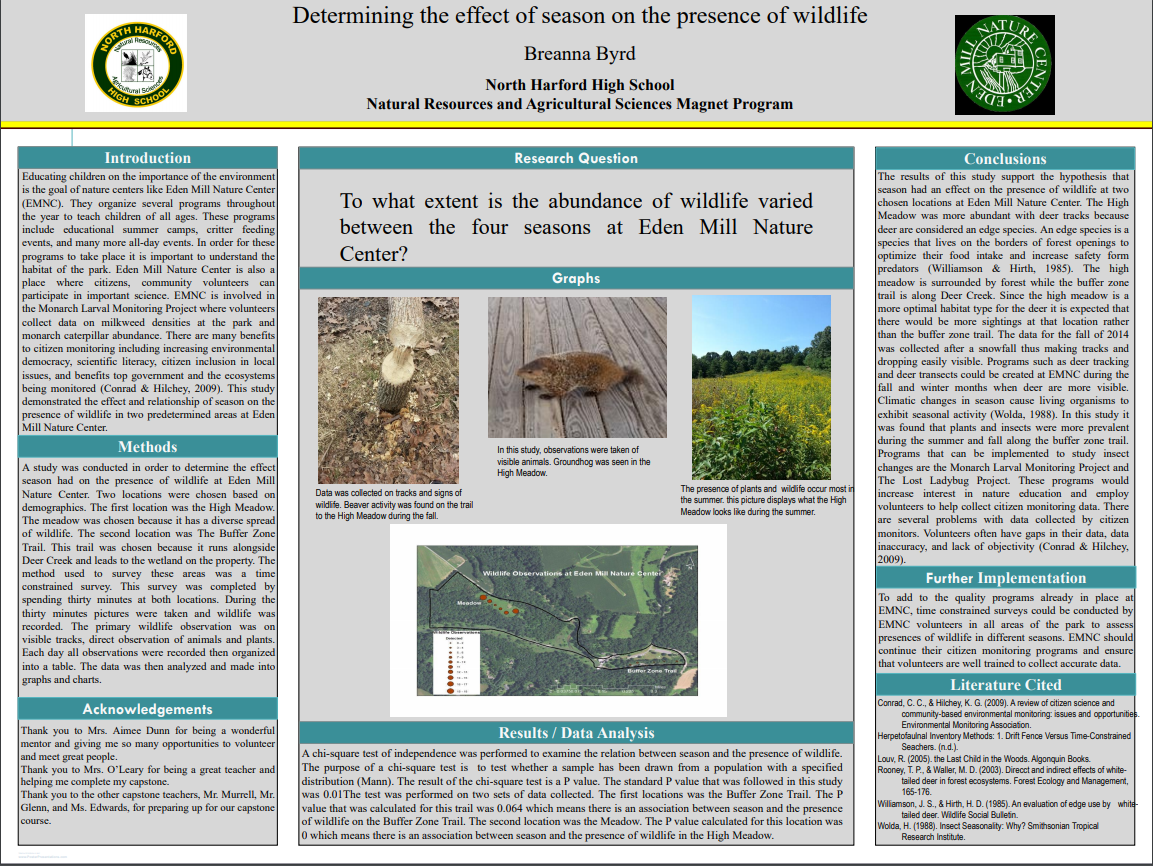 Determining the effect of season on the presence of wildlife
Breanna Byrd
North Harford High School
Natural Resources and Agricultural Sciences Magnet Program
NORTH HARFORD
Natural Resources
Agricultural Sciences
HIGH SCHOOL
EDEN MILL NATURE CENTER
Introduction
Educating children on the importance of the environment
is the goal of nature centers like Eden Mill Nature Center
(EMNC). They organize several programs throughout
the year to teach children of all ages. These programs
include educational summer camps, critter feeding
events, and many more all-day events. In order for these
programs to take place it is important to understand the
habitat of the park. Eden Mill Nature Center is also a
place where citizens, community volunteers can
participate in important science. EMNC is involved in
the Monarch Larval Monitoring Project where volunteers
collect data on milkweed densities at the park and
monarch caterpillar abundance. There are many benefits
to citizen monitoring including increasing environmental
democracy, scientific literacy, citizen inclusion in local
issues, and benefits top government and the ecosystems
being monitored (Conrad & Hilchey, 2009). This study
demonstrated the effect and relationship of season on the
presence of wildlife in two predetermined areas at Eden
Mill Nature Center.
Methods
A study was conducted in order to determine the effect
season had on the presence of wildlife at Eden Mill
Nature Center. Two locations were chosen based on
demographics. The first location was the High Meadow.
The meadow was chosen because it has a diverse spread
of wildlife. The second location was The Buffer Zone
Trail. This trail was chosen because it runs alongside
Deer Creek and leads to the wetland on the property. The
method used to survey these areas was a time
constrained survey. This survey was completed by
spending thirty minutes at both locations. During the
thirty minutes pictures were taken and wildlife was
recorded. The primary wildlife observation was on
visible tracks, direct observation of animals and plants.
Each day all observations were recorded then organized
into a table. The data was then analyzed and made into
graphs and charts.
Acknowledgements
Thank you to Mrs. Aimee Dunn for being a wonderful
mentor and giving me so many opportunities to volunteer
and meet great people.
Thank you to Mrs. O'Leary for being a great teacher and
helping me complete my capstone.
Thank you to the other capstone teachers, Mr. Murrell, Mr.
Glenn, and Ms. Edwards, for preparing up for our capstone
course.
Research Question
To what extent is the abundance of wildlife varied
between the four seasons at Eden Mill Nature
Center?
Graphs
Data was collected on tracks and signs of
wildlife. Beaver activity was found on the trail
to the High Meadow during the fall.
In this study, observations were taken of
visible animals. Groundhog was seen in the
High Meadow.
The presence of plants and wildlife occur most in
the summer. this picture displays what the High
Meadow looks like during the summer.
Wildlife Observations at Eden Mill Nature Center
Meadow
Wildlife Observations
Detected
Buffer Zone Trail
Results / Data Analysis
A chi-square test of independence was performed to examine the relation between season and the presence of wildlife.
The purpose of a chi-square test is to test whether a sample has been drawn from a population with a specified
distribution (Mann). The result of the chi-square test is a P value. The standard P value that was followed in this study
was 0.01The test was performed on two sets of data collected. The first locations was the Buffer Zone Trail. The P
value that was calculated for this trail was 0.064 which means there is an association between season and the presence
of wildlife on the Buffer Zone Trail. The second location was the Meadow. The P value calculated for this location was
0 which means there is an association between season and the presence of wildlife in the High Meadow.
Conclusions
The results of this study support the hypothesis that
season had an effect on the presence of wildlife at two
chosen locations at Eden Mill Nature Center. The High
Meadow was more abundant with deer tracks because
deer are considered an edge species. An edge species is a
species that lives on the borders of forest openings to
optimize their food intake and increase safety form
predators (Williamson & Hirth, 1985). The high
meadow is surrounded by forest while the buffer zone
trail is along Deer Creek. Since the high meadow is a
more optimal habitat type for the deer it is expected that
there would be more sightings at that location rather
than the buffer zone trail. The data for the fall of 2014
was collected after a snowfall thus making tracks and
dropping easily visible. Programs such as deer tracking
and deer transects could be created at EMNC during the
fall and winter months when deer are more visible.
Climatic changes in season cause living organisms to
exhibit seasonal activity (Wolda, 1988). In this study it
was found that plants and insects were more prevalent
during the summer and fall along the buffer zone trail.
Programs that can be implemented to study insect
changes are the Monarch Larval Monitoring Project and
The Lost Ladybug Project. These programs would
increase interest in nature education and employ
volunteers to help collect citizen monitoring data. There
are several problems with data collected by citizen
monitors. Volunteers often have gaps in their data, data
inaccuracy, and lack of objectivity (Conrad & Hilchey,
2009).
Further Implementation
To add to the quality programs already in place at
EMNC, time constrained surveys could be conducted by
EMNC volunteers in all areas of the park to assess
presences of wildlife in different seasons. EMNC should
continue their citizen monitoring programs and ensure
that volunteers are well trained to collect accurate data.
Literature Cited
Conrad, C. C., & Hilchey, K. G. (2009). A review of citizen science and
community-based environmental monitoring: issues and opportunities.
Environmental Monitoring Association.
Herpetofaulnal Inventory Methods: 1. Drift Fence Versus Time-Constrained
Seachers. (n.d.).
Louv, R. (2005). the Last Child in the Woods. Algonquin Books.
Rooney, T. P., & Waller, M. D. (2003). Direcct and indirect effects of white-
tailed deer in forest ecosystems. Forest Ecology and Management,
165-176.
Williamson, J. S., & Hirth, H. D. (1985). An evaluation of edge use by white-
tailed deer. Wildlife Social Bulletin.
Wolda, H. (1988). Insect Seasonality: Why? Smithsonian Tropical
Research Institute.